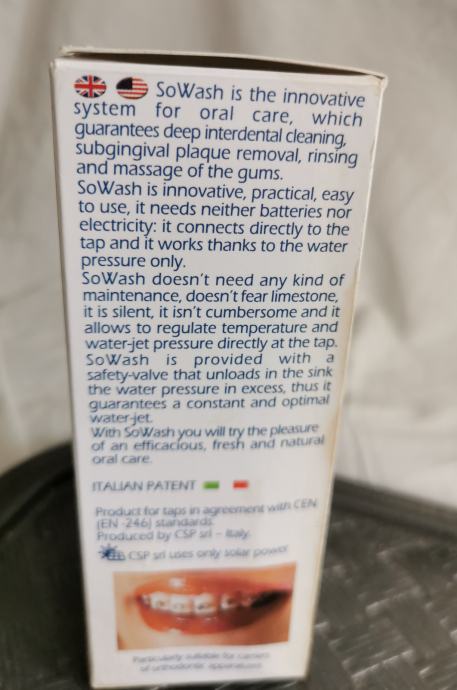 SoWash is the innovative
system for oral care, which
guarantees deep interdental cleaning,
subgingival plaque removal, rinsing
and massage of the gums.
SoWash is innovative, practical, easy
to use, it needs neither batteries nor
electricity: it connects directly to the
tap and it works thanks to the water
pressure only.
SoWash doesn't need any kind of
maintenance, doesn't fear limestone,
it is silent, it isn't cumbersome and it
allows to regulate temperature and
water-jet pressure directly at the tap.
SoWash is provided with a
safety-valve that unloads in the sink
the water pressure in excess, thus it
guarantees a constant and optimal
water-jet.
With SoWash you will try the pleasure
of an efficacious, fresh and natural
oral care.
ITALIAN PATENT
Product for taps in agreement with CEN
(EN -246) standards.
Produced by CSP srl – Italy.
CSP srl uses only solar power
Particularly suitable for carriers
of orthodontic apparatuses